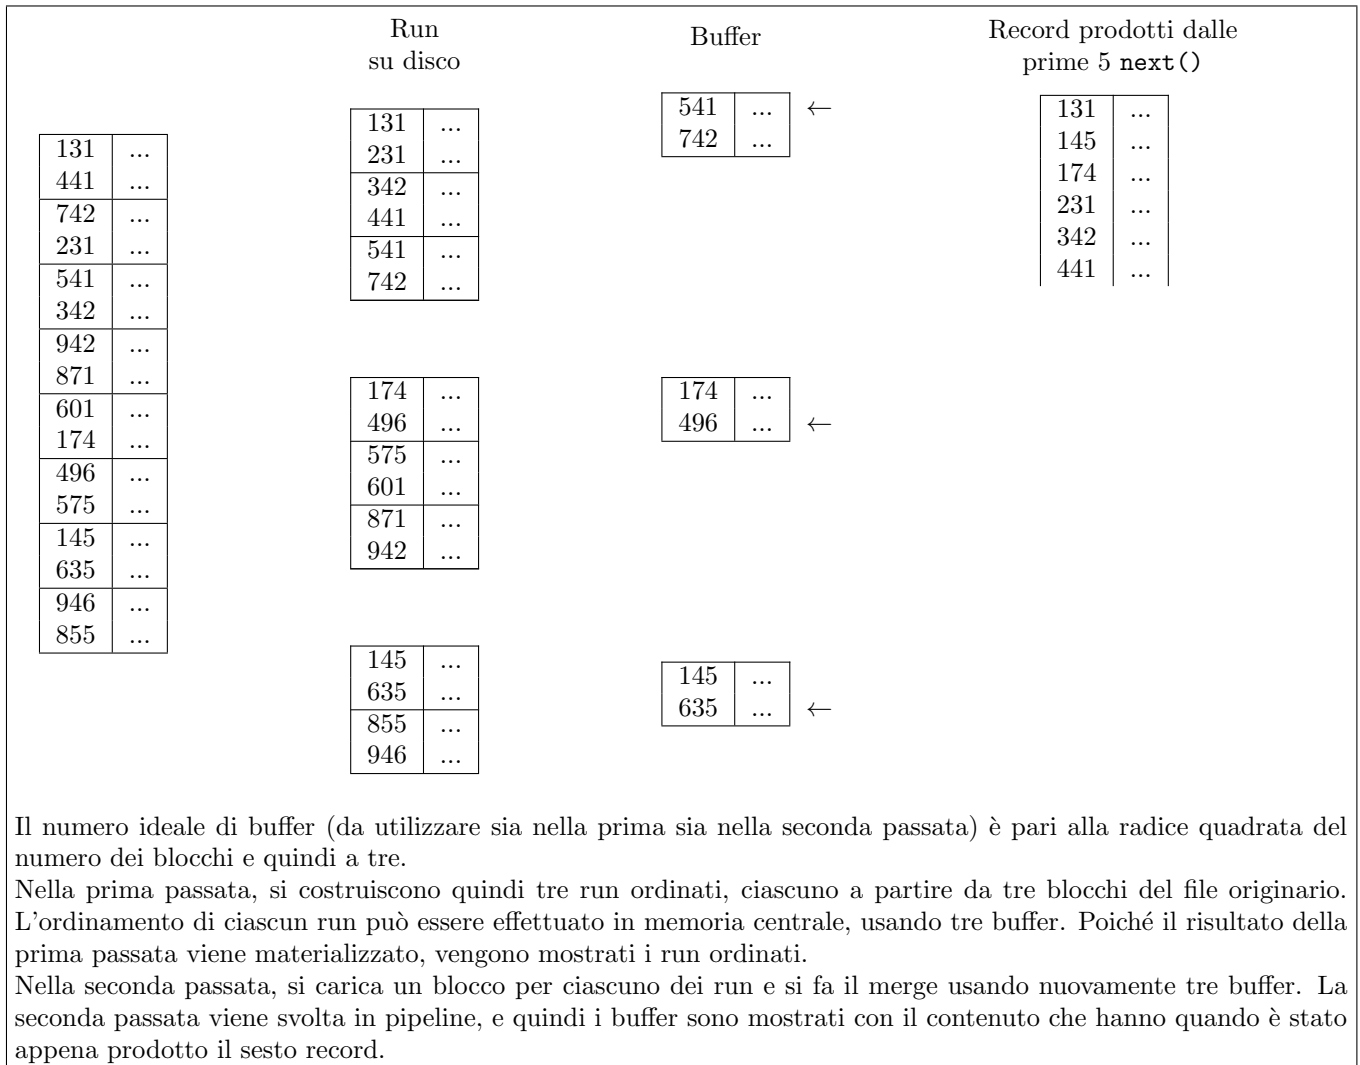 Run
su disco
Buffer
Record prodotti dalle
prime 5 next()
131 ...
441 ...
742 ...
231 ...
541 ...
342 ...
942 ...
871 ...
601 ...
174 ...
496 ...
575 ...
145 ...
635 ...
946 ...
855 ...
131 ...
231 ...
342 ...
441 ...
541 ...
742 ...
174 ...
496 ...
575 ...
601 ...
871 ...
942 ...
145 ...
635 ...
855 ...
946 ...
541 ... ←
742 ...
174 ...
496 ... ←
145 ...
635 ... ←
131 ...
145 ...
174 ...
231 ...
342 ...
441 ...
Il numero ideale di buffer (da utilizzare sia nella prima sia nella seconda passata) è pari alla radice quadrata del
numero dei blocchi e quindi a tre.
Nella prima passata, si costruiscono quindi tre run ordinati, ciascuno a partire da tre blocchi del file originario.
L'ordinamento di ciascun run può essere effettuato in memoria centrale, usando tre buffer. Poiché il risultato della
prima passata viene materializzato, vengono mostrati i run ordinati.
Nella seconda passata, si carica un blocco per ciascuno dei run e si fa il merge usando nuovamente tre buffer. La
seconda passata viene svolta in pipeline, e quindi i buffer sono mostrati con il contenuto che hanno quando è stato
appena prodotto il sesto record.